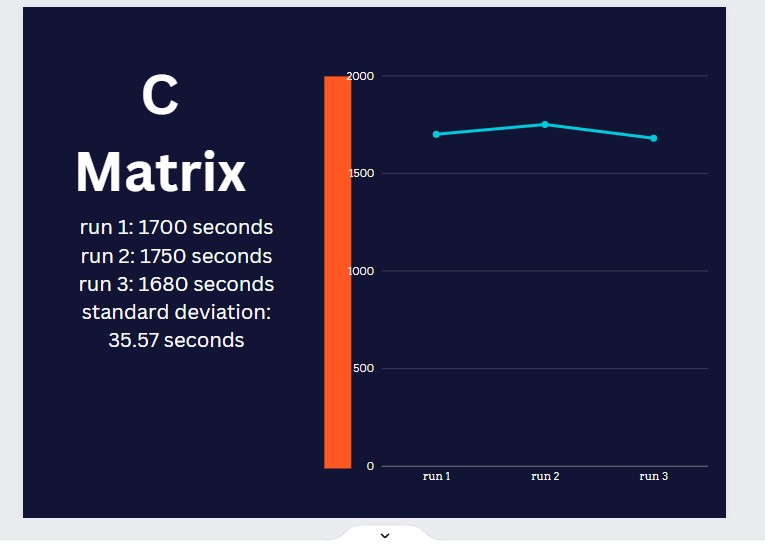 C
Matrix
run 1: 1700 seconds
run 2: 1750 seconds
run 3: 1680 seconds
standard deviation:
35.57 seconds
2000
1500
1000
500
0
run 1 run 2 run 3